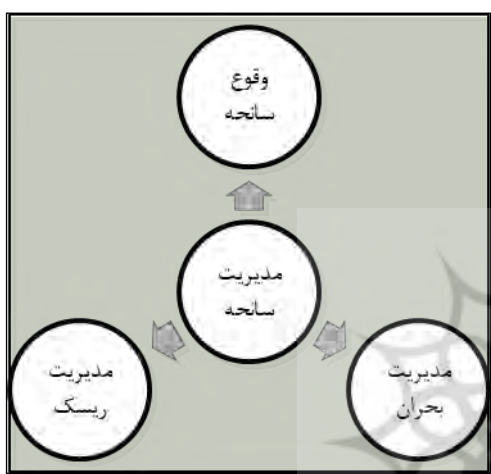 وقوع
سانحه
مدیریت
سانحه
مدیریت
بحران
مدیریت
ریسک